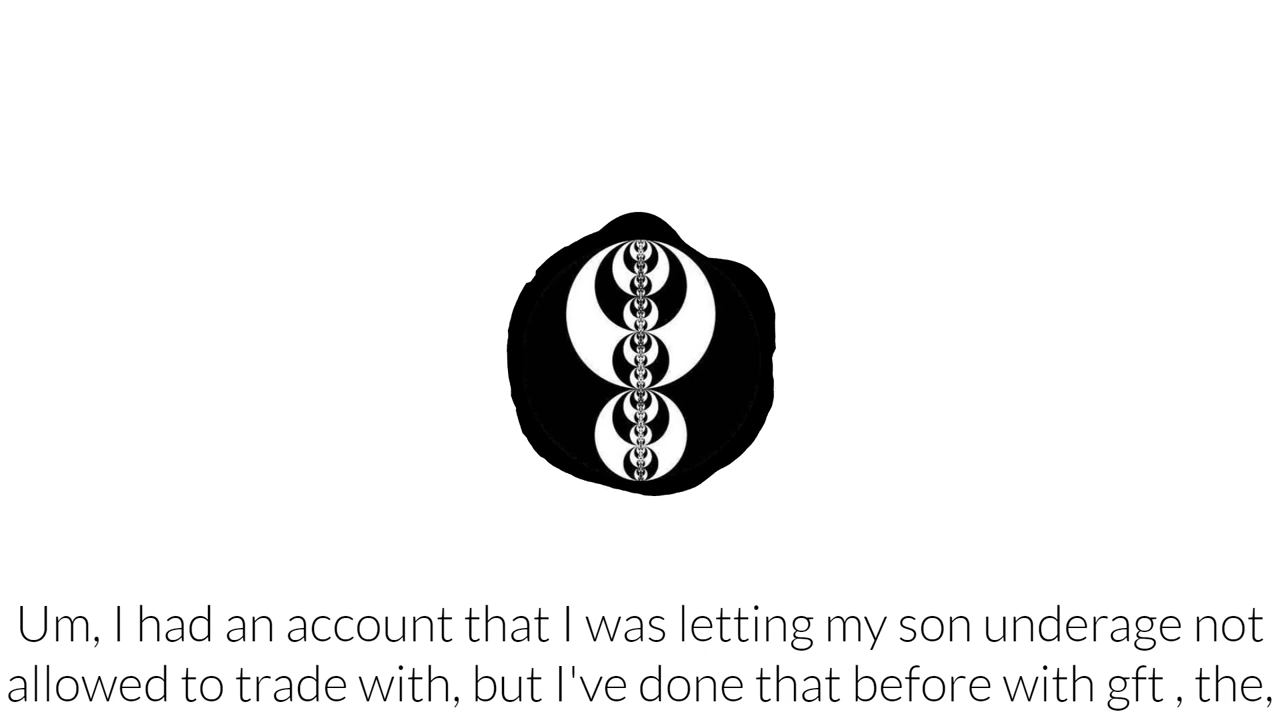 Um, I had an account that I was letting my son underage not
allowed to trade with, but I've done that before with gft , the,